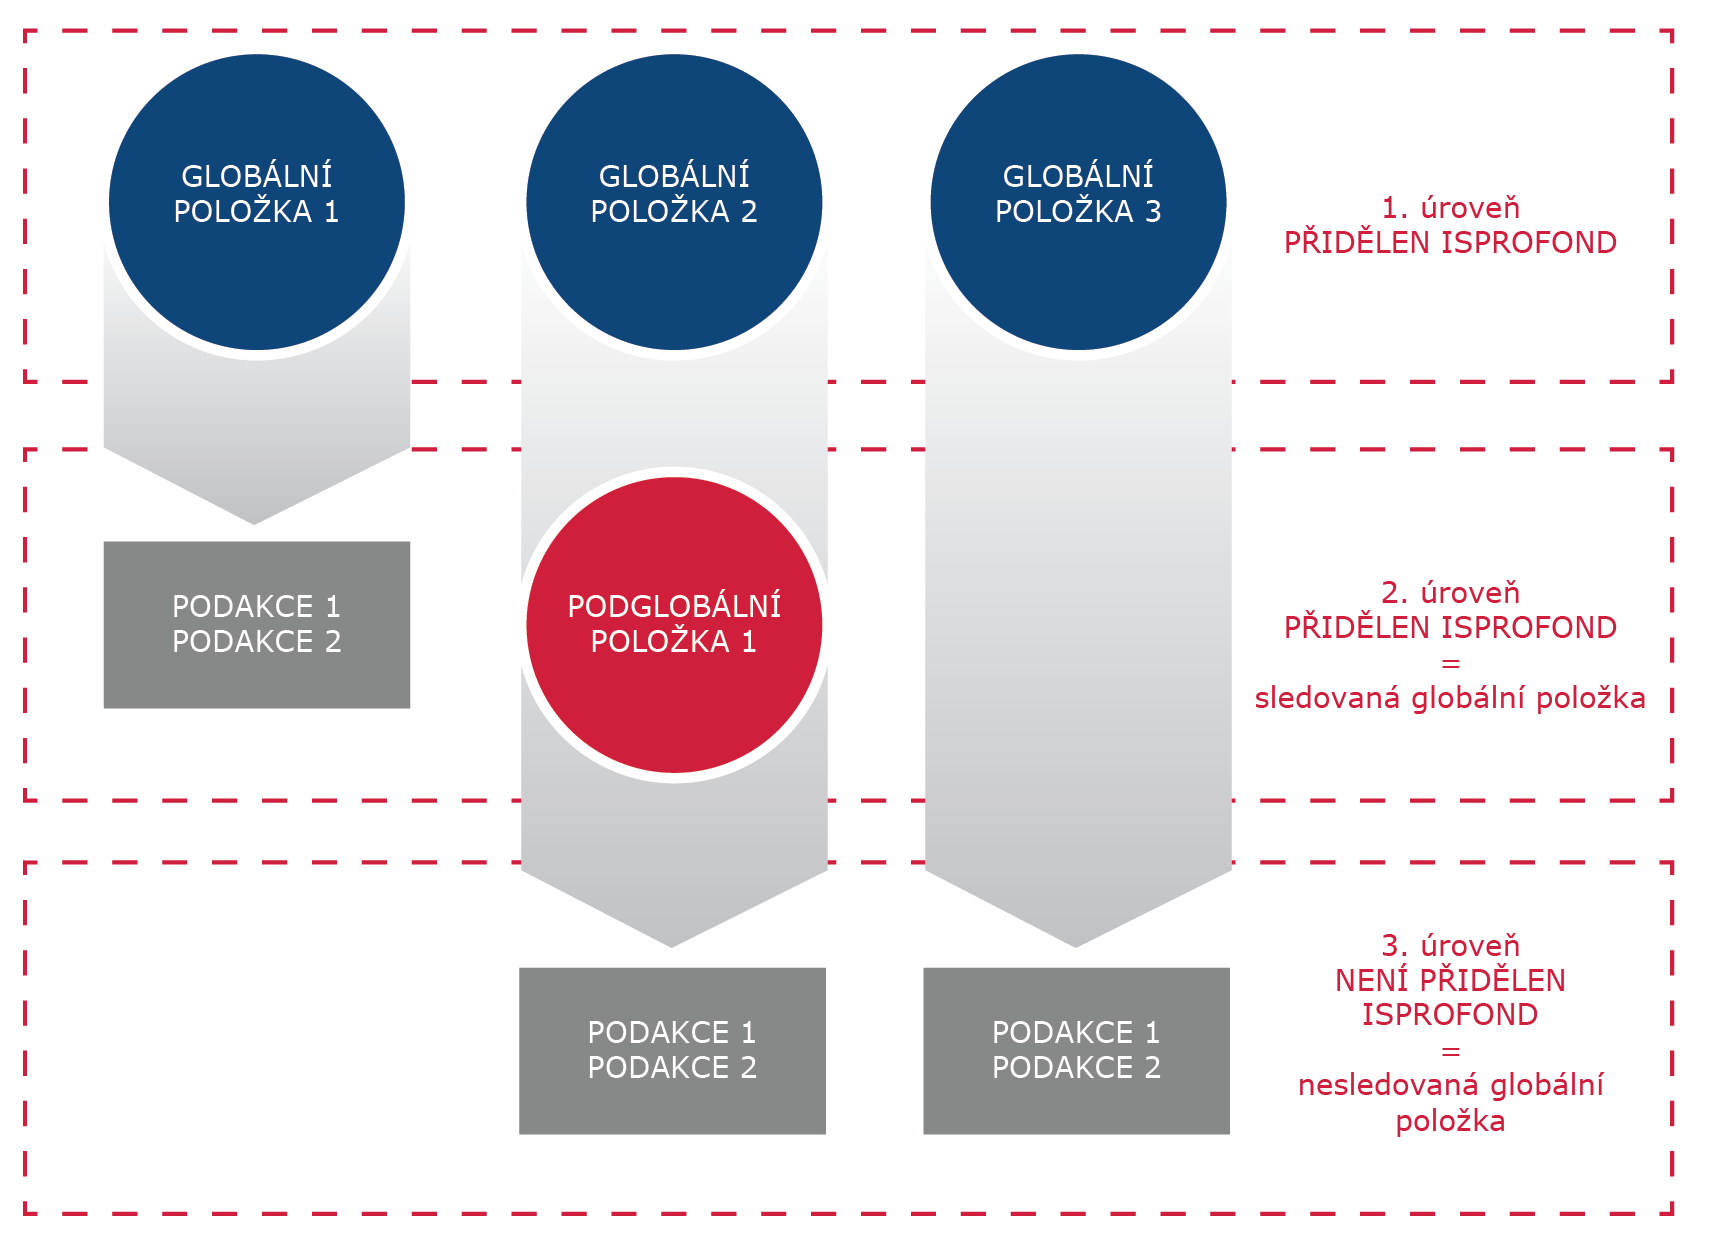 GLOBÁLNÍ
POLOŽKA 1
GLOBÁLNÍ
POLOŽKA 2
GLOBÁLNÍ
POLOŽKA 3
1. úroveň
PŘIDĚLEN ISPROFOND
PODAKCE 1
PODAKCE 2
PODGLOBÁLNÍ
POLOŽKA 1
2. úroveň
PŘIDĚLEN ISPROFOND
=
sledovaná globální položka
PODAKCE 1
PODAKCE 2
PODAKCE 1
PODAKCE 2
3. úroveň
NENÍ PŘIDĚLEN
ISPROFOND
=
nesledovaná globální
položka